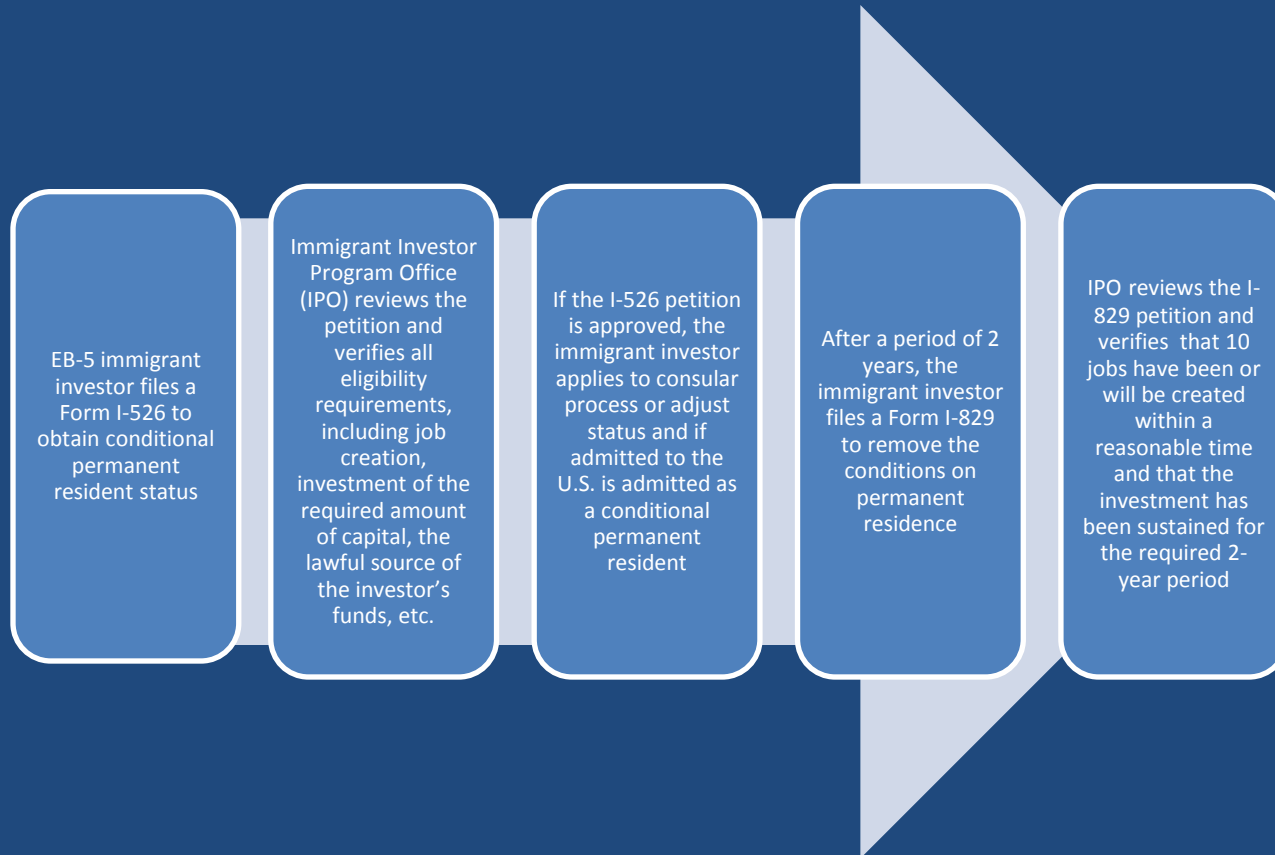 EB-5 immigrant
investor files a
Form I-526 to
obtain conditional
permanent
resident status
Immigrant Investor
Program Office
(IPO) reviews the
petition and
verifies all
eligibility
requirements,
including job
creation,
investment of the
required amount
of capital, the
lawful source of
the investor’s
funds, etc.
If the I-526 petition
is approved, the
immigrant investor
applies to consular
process or adjust
status and if
admitted to the
U.S. is admitted as
a conditional
permanent
resident
After a period of 2
years, the
immigrant investor
files a Form I-829
to remove the
conditions on
permanent
residence
IPO reviews the I-
829 petition and
verifies that 10
jobs have been or
will be created
within a
reasonable time
and that the
investment has
been sustained for
the required 2-
year period